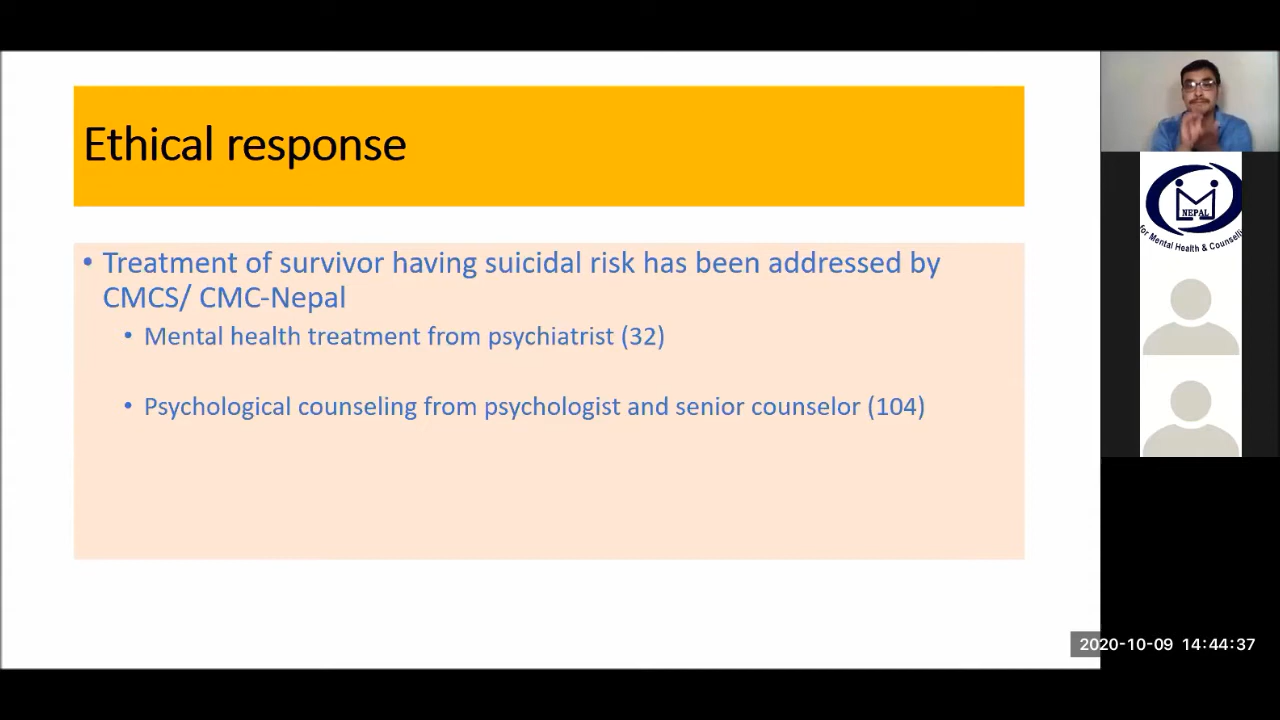 Ethical response
• Treatment of survivor having suicidal risk has been addressed by
CMCS/ CMC-Nepal
• Mental health treatment from psychiatrist (32)
• Psychological counseling from psychologist and senior counselor (104)
NEPAL
for Mental Health & Counselli
2020-10-09 14:44:37